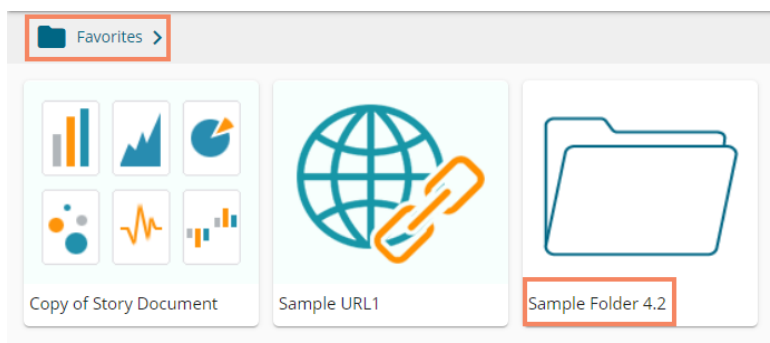 Favorites
Copy of Story Document
Sample URL1
Sample Folder 4.2